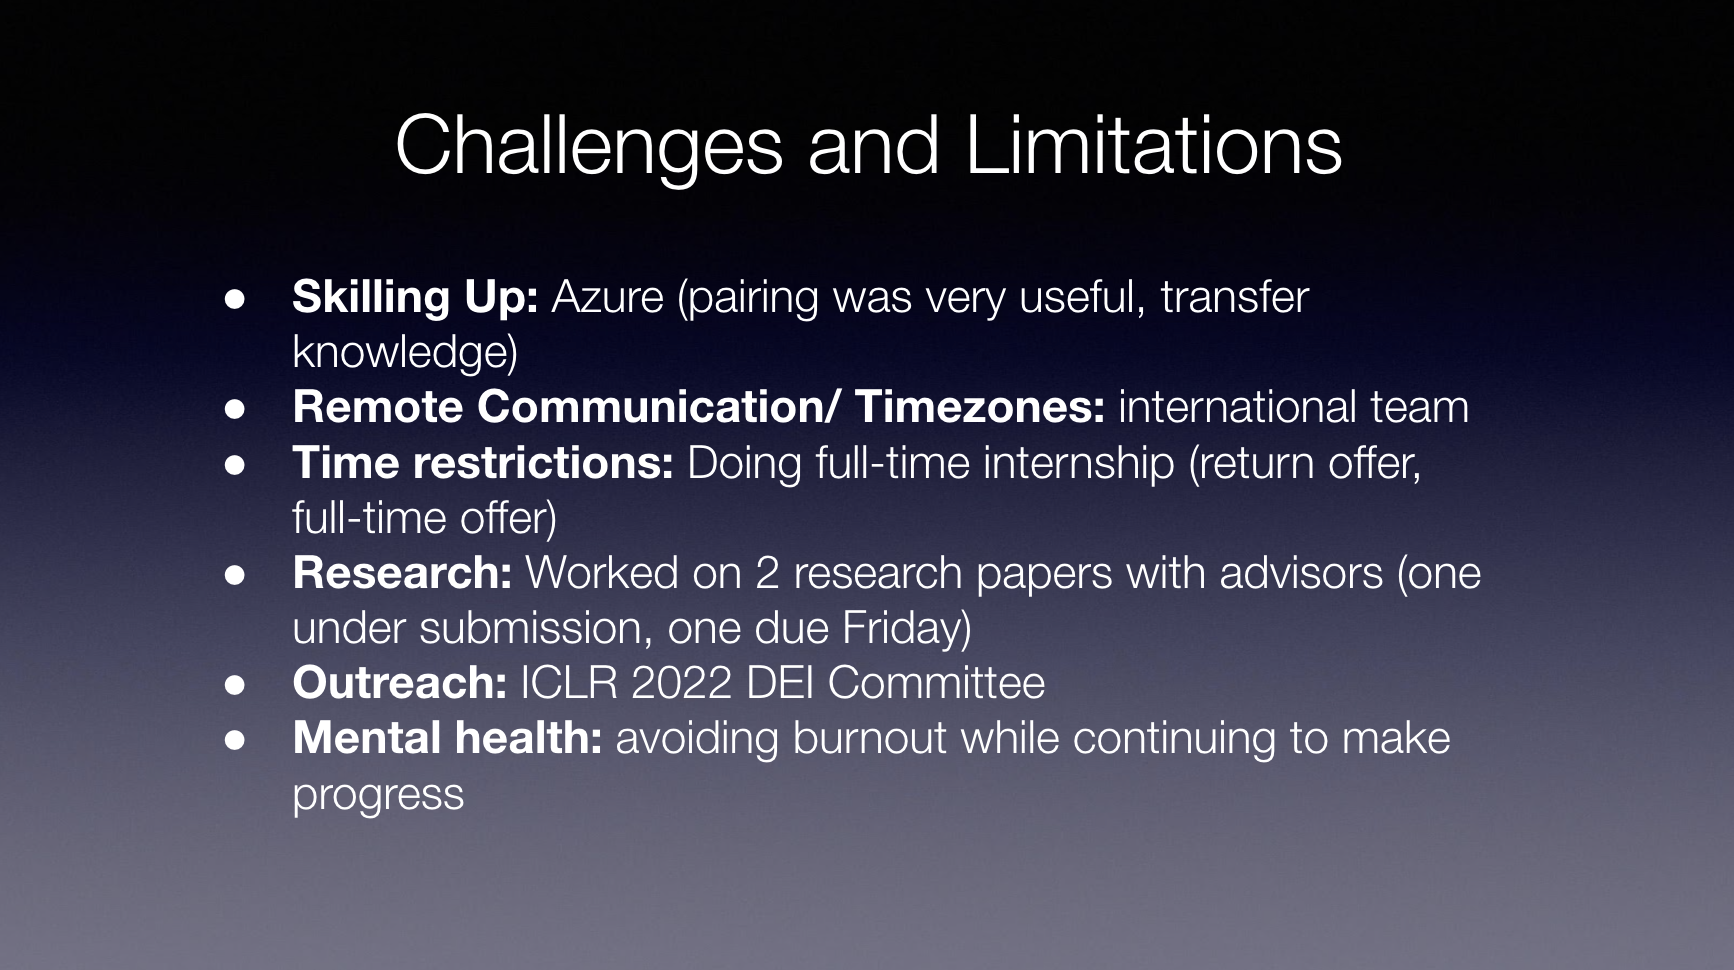 Challenges and Limitations
● Skilling Up: Azure (pairing was very useful, transfer
knowledge)
● Remote Communication/ Timezones: international team
● Time restrictions: Doing full-time internship (return offer,
full-time offer)
● Research: Worked on 2 research papers with advisors (one
under submission, one due Friday)
● Outreach: ICLR 2022 DEI Committee
● Mental health: avoiding burnout while continuing to make
progress